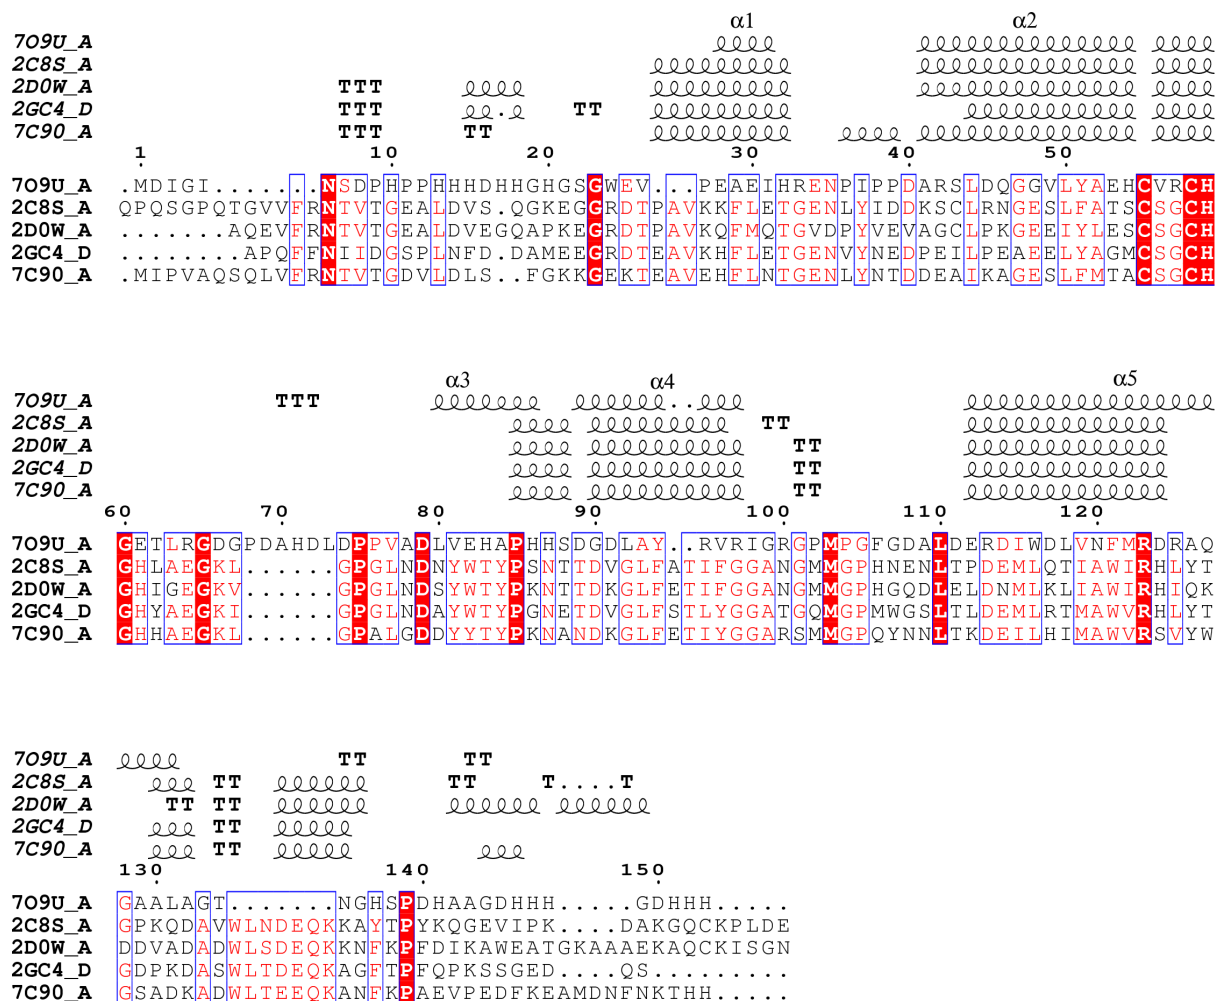 α1 α2
7O9U_A
2C8S_A
2D0W_A TTT
2GC4_D TTT . TT
7C90_A TTT TT
1 10 20 30 40 50
7O9U_A .MDIGI.......NSDPHPPHHHDHHGHGSGWEV...PEAEIHRENPIPPDARSLDQGGVLYAEHCVRCH
2C8S_A QPQSGPQTGVVFRNTVTGEALDVS.QGKEGGRDTPAVKKFLETGENLYIDDKSCLRNGESLFATSCSGCH
2D0W_A .......AQEVFRNTVTGEALDVEGQAPKEGRDTPAVKQFMQTGVDPYVEVAGCLPKGEEIYLESCSGCH
2GC4_D ........APQFFNIIDGSPLNFD.DAMEEGRDTEAVKHFLNTGENVYNEDPEILPEAEELYAGMCSGCH
7C90_A .MIPVAQSQLVFRNTVTGDVLDLS..FGKKGEKTEAVEHFLNTGENLYNTDDEAIKAGESLFMTACSGCH
α3 α4 α5
7O9U_A TTT ..
2C8S_A TT
2D0W_A TT
2GC4_D TT
7C90_A TT
60 70 80 90 100 110 120
7O9U_A GETLRGDGPDAHDLDPPVADLVEHAPHHSDGDLAY..RVRIGRGPMPGFGDALDERDIWDLVNFMRDRAQ
2C8S_A GHLAEGKL......GPGLNDNYWTYPSNTTDVGLFATIFGGANGMMGPHNENLTPDEMLQTIAWIRHLYT
2D0W_A GHIGEGKV......GPGLNDSYWTYPSNTTDKGLFETIFGGANGMMGPHGQDLELDNMLKLIAWIRHIQK
2GC4_D GHYAEGKI......GPGLNDAYWTYPGNETDVGLFSTLYGGATGQMGPMWGSLTLDEMLRTMAWVRHLYT
7C90_A GHHAEGKL......GPALGDDYYTYPKNANDKGLFETIYGGARSMMGPQYNNLTKDEILHIMAWVRSVYW
7O9U_A TT TT
2C8S_A TT TT T....T
2D0W_A TT TT
2GC4_D TT
7C90_A TT
130 140 150
7O9U_A GAALAGT.......NGHSPDHAAGDHHH.....GDHHH.....
2C8S_A GPKQDAVWLNDEQKKAYTPYKQGEVIPK.....DAKGQCKPLDE
2D0W_A DDVADADWLSDEQKKNFKPFDIKAWEATGKAAAEKAQCKISGN
2GC4_D GDPKDASWLTDEQKAGFTPFQPKSSGED....QS.........
7C90_A GSADKADWLTEEQKANFKPAEVPEDFKEAMDNFNKTHH.....